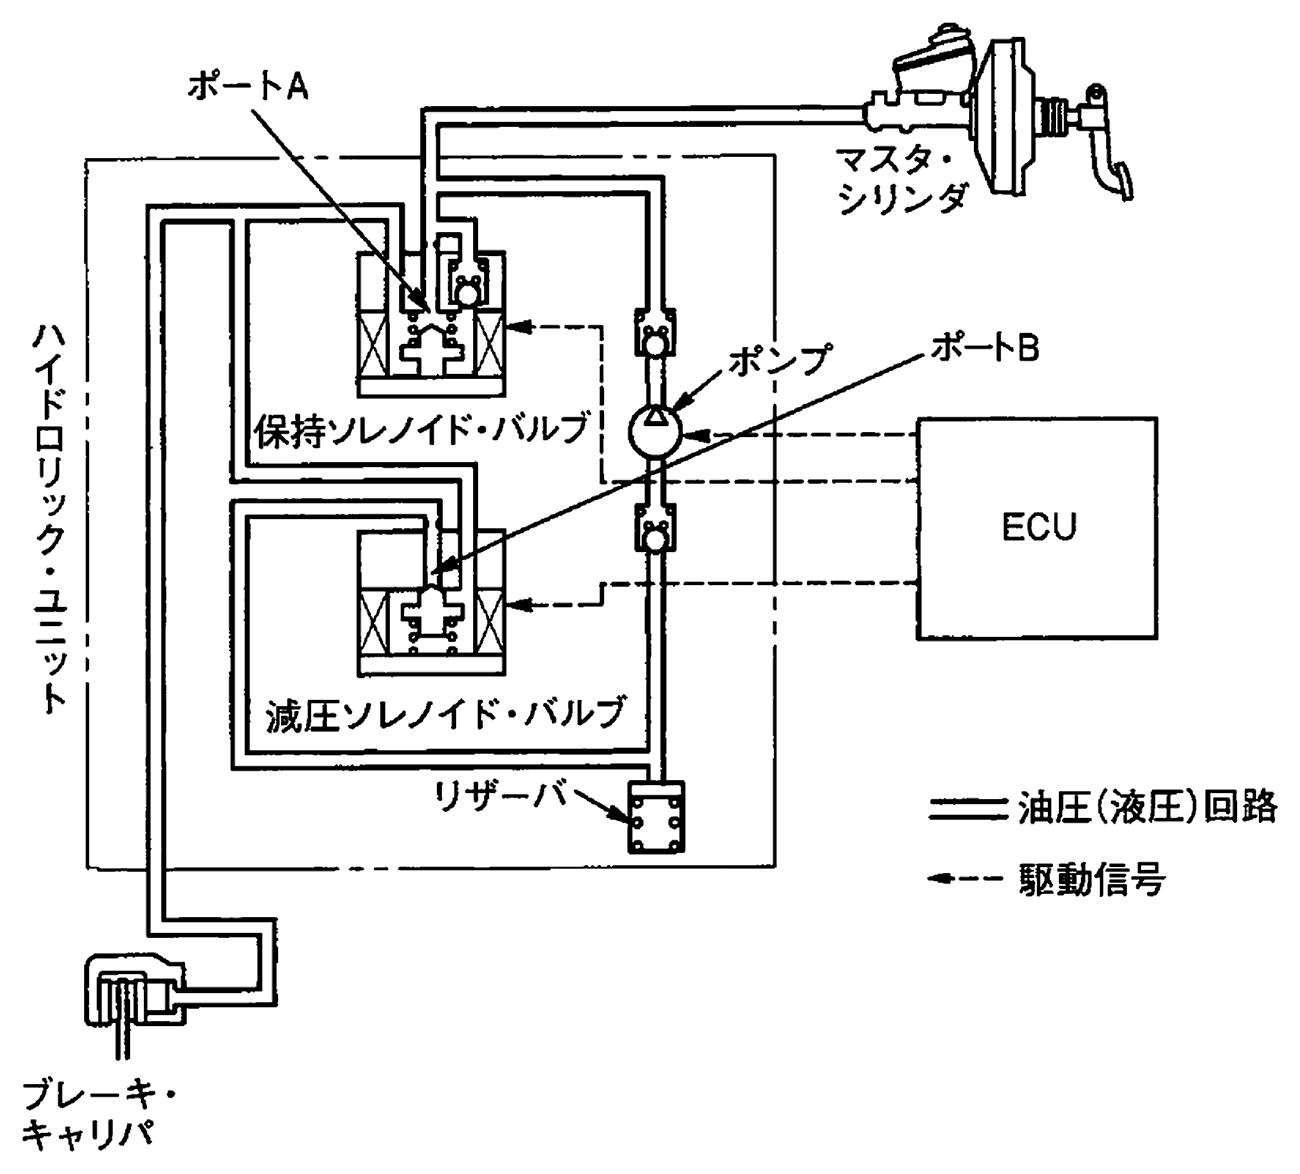 ポートA
マスタ・
シリンダ
ハイドロリック・ユニット
ポンプ
ポートB
保持ソレノイド・バルブ
ECU
減圧ソレノイド・バルブ
リザーバ
油圧(液圧)回路
駆動信号
ブレーキ・
キャリパ